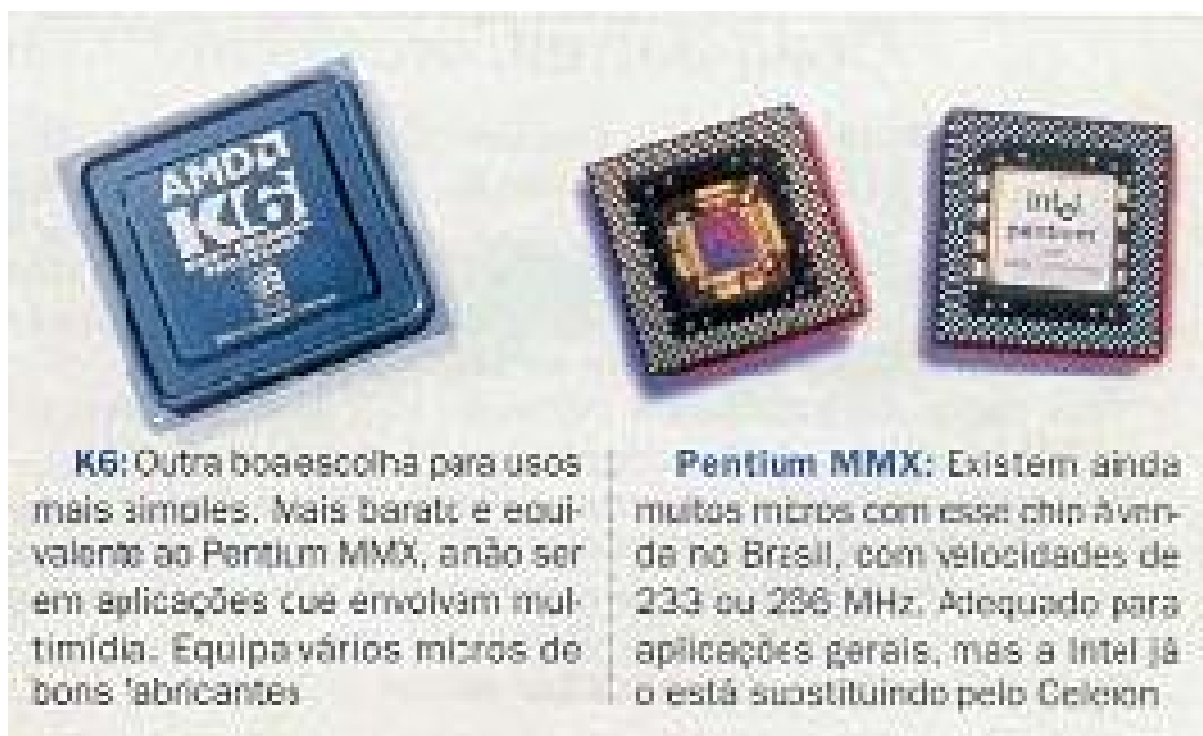 AMD
K6
intel
pentium
K6: Outra boa escolha para usos
mais simples. Mais barato e equi-
valente ao Pentium MMX, a não ser
em aplicações que envolvam mul-
timídia. Equipa vários micros de
bons fabricantes
Pentium MMX: Existem ainda
muitos micros com esse chip à ven-
da no Brasil, com velocidades de
233 ou 266 MHz. Adequado para
aplicações gerais, mas a Intel já
o está substituindo pelo Celeron